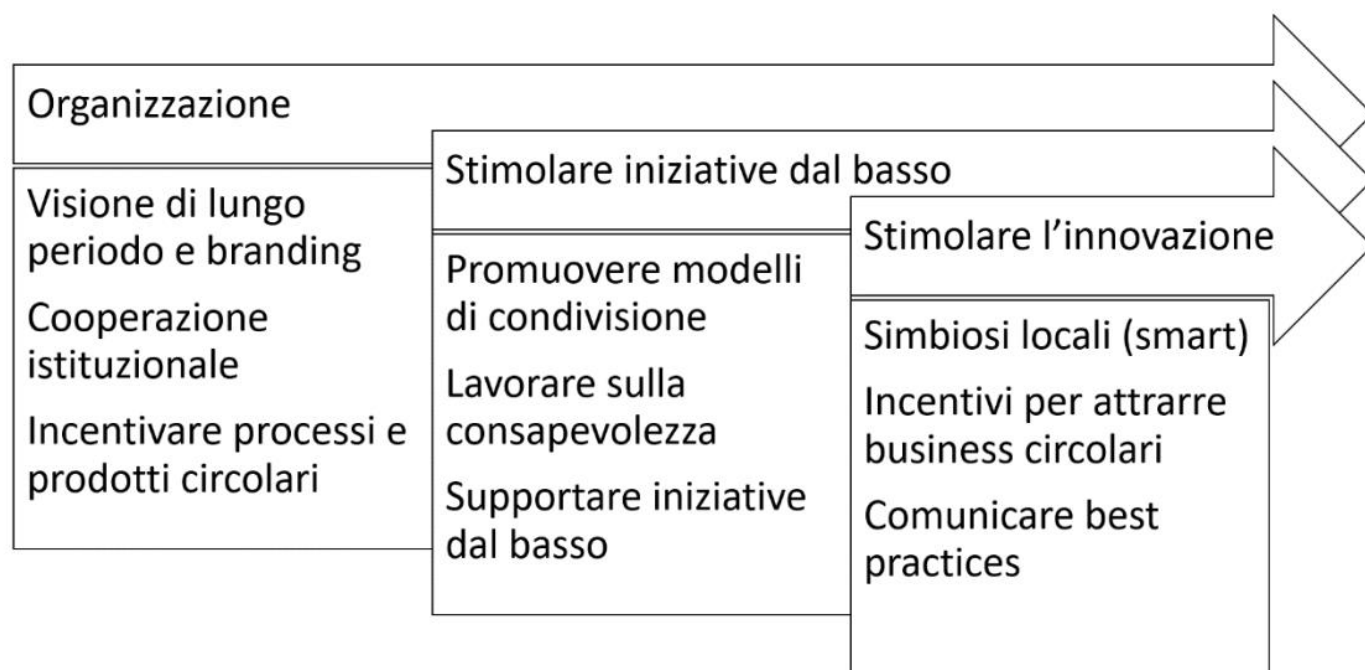 Organizzazione
Visione di lungo
periodo e branding
Cooperazione
istituzionale
Incentivare processi e
prodotti circolari
Stimolare iniziative dal basso
Promuovere modelli
di condivisione
Lavorare sulla
consapevolezza
Supportare iniziative
dal basso
Stimolare l’innovazione
Simbiosi locali (smart)
Incentivi per attrarre
business circolari
Comunicare best
practices